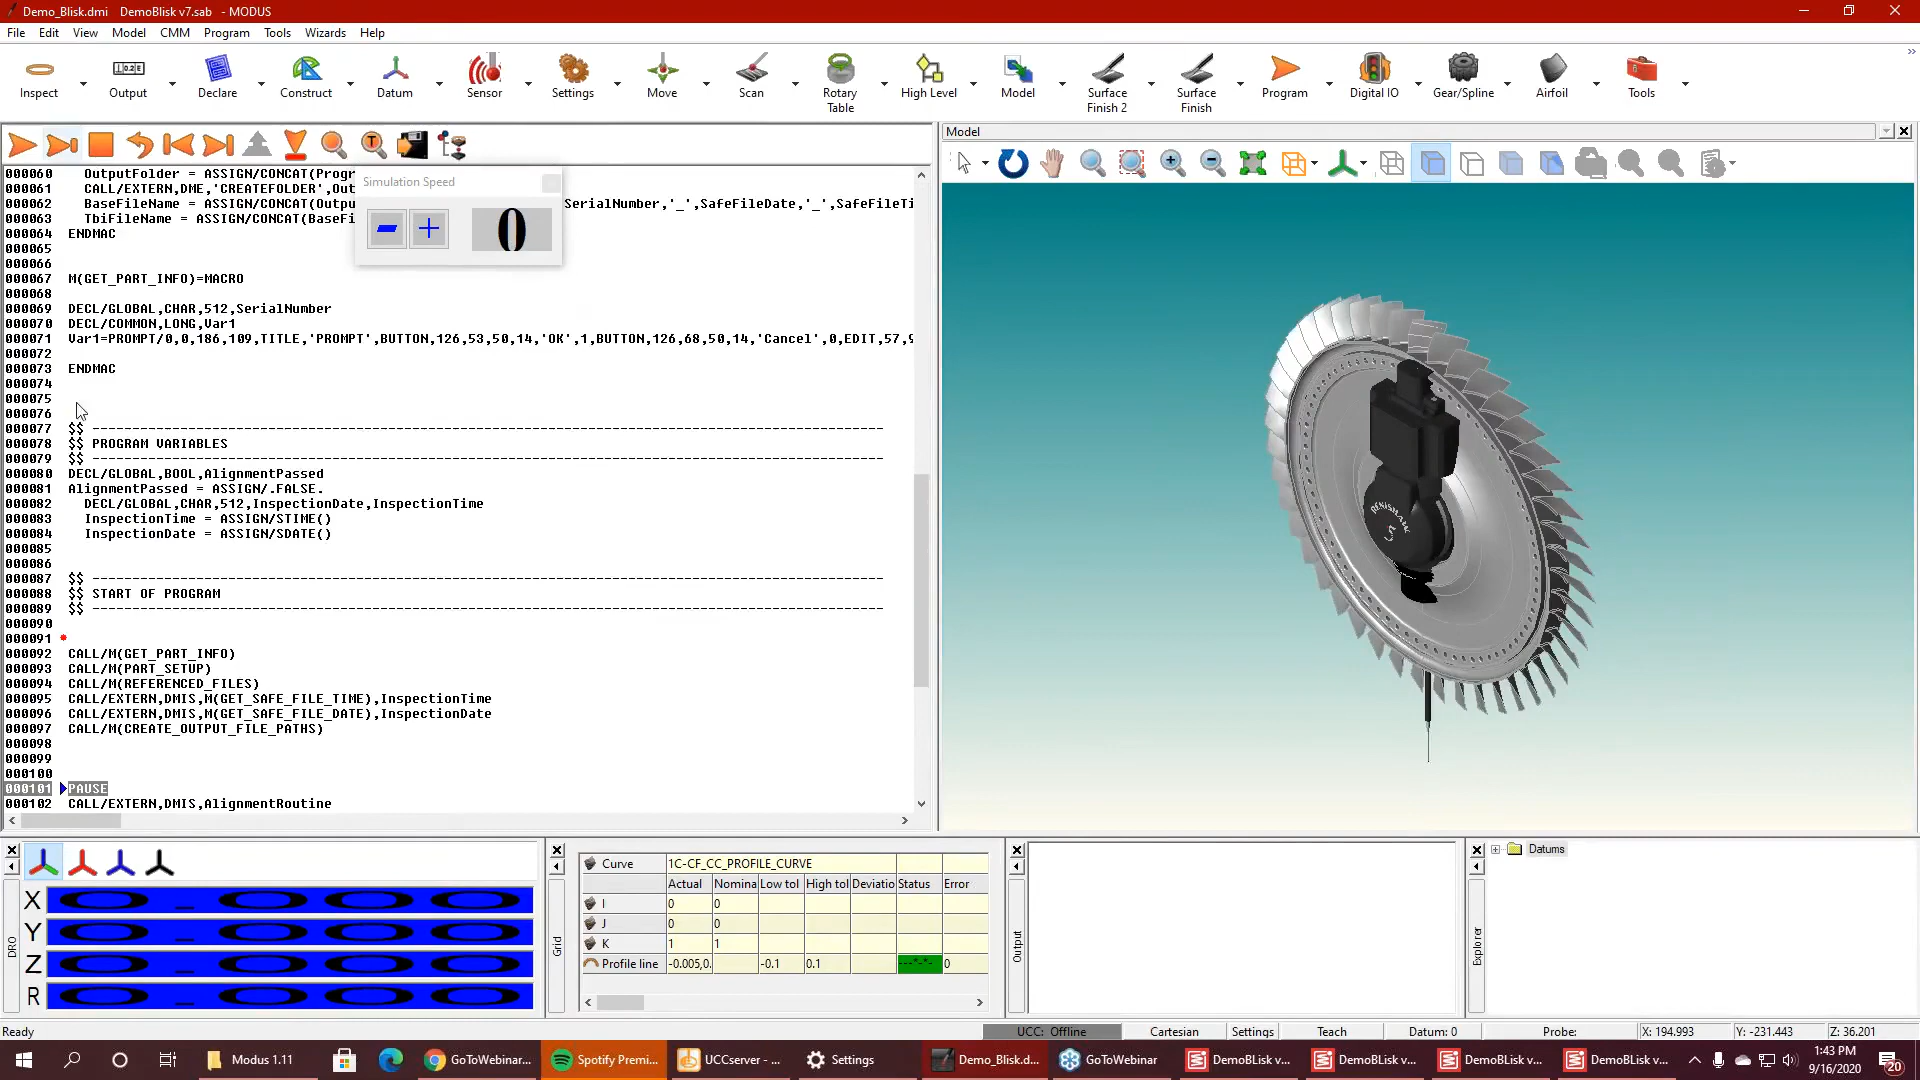 Demo_Blisk.dmi DemoBlisk v7.sab - MODUS
File Edit View Model CMM Program Tools Wizards Help
Inspect Output Declare Construct Datum Sensor Settings Move Scan Rotary Table High Level Model Surface Finish 2 Surface Finish Program Digital IO Gear/Spline Airfoil Tools
Model
Simulation Speed
0
000060 OutputFolder = ASSIGN/CONCAT(Progr
000061 CALL/EXTERN,DME,'CREATEFOLDER',Out
000062 BaseFileName = ASSIGN/CONCAT(Outpu SerialNumber,'_',SafeFileDate,'_',SafeFileTi
000063 TbiFileName = ASSIGN/CONCAT(BaseFi
000064 ENDMAC
000065
000066
000067 M(GET_PART_INFO)=MACRO
000068
000069 DECL/GLOBAL,CHAR,512,SerialNumber
000070 DECL/COMMON,LONG,Var1
000071 Var1=PROMPT/0,0,186,109,TITLE,'PROMPT',BUTTON,126,53,50,14,'OK',1,BUTTON,126,68,50,14,'Cancel',0,EDIT,57,9
000072
000073 ENDMAC
000074
000075
000076
000077 $$ ----------------------------------------------------------------------------------------------------
000078 $$ PROGRAM VARIABLES
000079 $$ ----------------------------------------------------------------------------------------------------
000080 DECL/GLOBAL,BOOL,AlignmentPassed
000081 AlignmentPassed = ASSIGN/.FALSE.
000082 DECL/GLOBAL,CHAR,512,InspectionDate,InspectionTime
000083 InspectionTime = ASSIGN/STIME()
000084 InspectionDate = ASSIGN/SDATE()
000085
000086
000087 $$ ----------------------------------------------------------------------------------------------------
000088 $$ START OF PROGRAM
000089 $$ ----------------------------------------------------------------------------------------------------
000090
000091
000092 CALL/M(GET_PART_INFO)
000093 CALL/M(PART_SETUP)
000094 CALL/M(REFERENCED_FILES)
000095 CALL/EXTERN,DMIS,M(GET_SAFE_FILE_TIME),InspectionTime
000096 CALL/EXTERN,DMIS,M(GET_SAFE_FILE_DATE),InspectionDate
000097 CALL/M(CREATE_OUTPUT_FILE_PATHS)
000098
000099
000100
000101 PAUSE
000102 CALL/EXTERN,DMIS,AlignmentRoutine
RENISHAW
5
DRO
X 0_000
Y 0_000
Z 0_000
R 0_000
Grid
Curve 1C-CF_CC_PROFILE_CURVE
Actual Nomina Low tol High tol Deviatio Status Error
I 0 0
J 0 0
K 1 1
Profile line -0.005,0. -0.1 0.1 ---*-*- 0
Output
Explorer
Datums
Ready
UCC: Offline Cartesian Settings Teach Datum: 0 Probe: X: 194.993 Y: -231.443 Z: 36.201
Modus 1.11 GoToWebinar... Spotify Premi... UCCserver - ... Settings Demo_Blisk.d... GoToWebinar DemoBLisk v... DemoBLisk v... DemoBLisk v... DemoBLisk v...
1:43 PM
9/16/2020
20